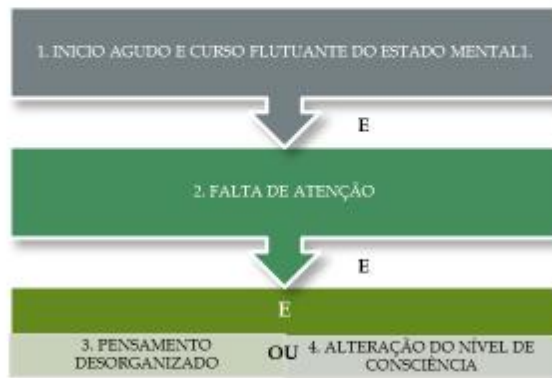 1. INICIO AGUDO E CURSO FLUTUANTE DO ESTADO MENTAL1.
E
2. FALTA DE ATENÇÃO
E
E
3. PENSAMENTO
DESORGANIZADO
OU
4. ALTERAÇÃO DO NÍVEL DE
CONSCIÊNCIA